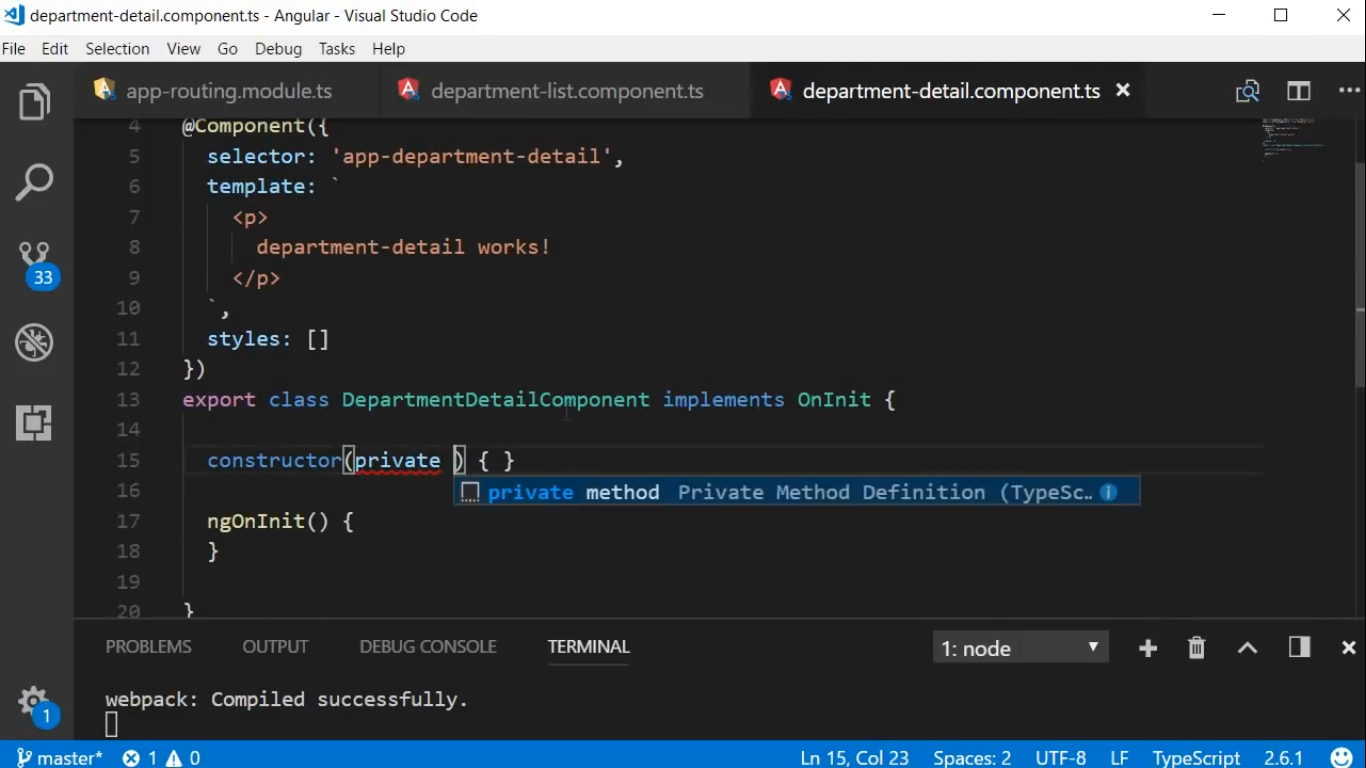 department-detail.component.ts - Angular - Visual Studio Code
File Edit Selection View Go Debug Tasks Help
app-routing.module.ts department-list.component.ts department-detail.component.ts
4 @Component({
5 selector: 'app-department-detail',
6 template: `
7 <p>
8 department-detail works!
9 </p>
10 `,
11 styles: []
12 })
13 export class DepartmentDetailComponent implements OnInit {
14
15 constructor(private ) { }
private method Private Method Definition (TypeSc…
16
17 ngOnInit() {
18 }
19
20 }
33
PROBLEMS OUTPUT DEBUG CONSOLE TERMINAL 1: node
webpack: Compiled successfully.
1
master* 1 0 Ln 15, Col 23 Spaces: 2 UTF-8 LF TypeScript 2.6.1